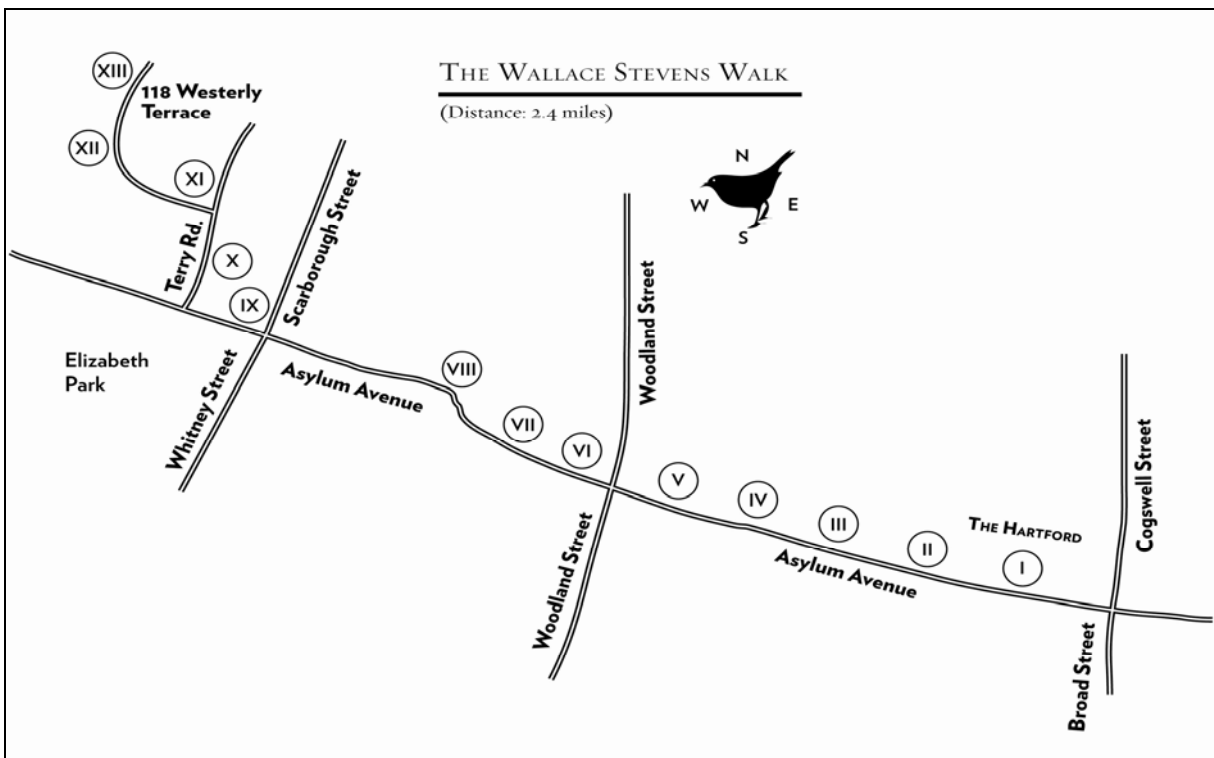 THE WALLACE STEVENS WALK
(Distance: 2.4 miles)
XIII
118 Westerly
Terrace
XII
XI
N
W
E
S
Terry Rd.
X
IX
Scarborough Street
Woodland Street
Elizabeth
Park
Whitney Street
Asylum Avenue
VIII
VII
VI
V
IV
III
II
I
THE HARTFORD
Cogswell Street
Asylum Avenue
Woodland Street
Broad Street